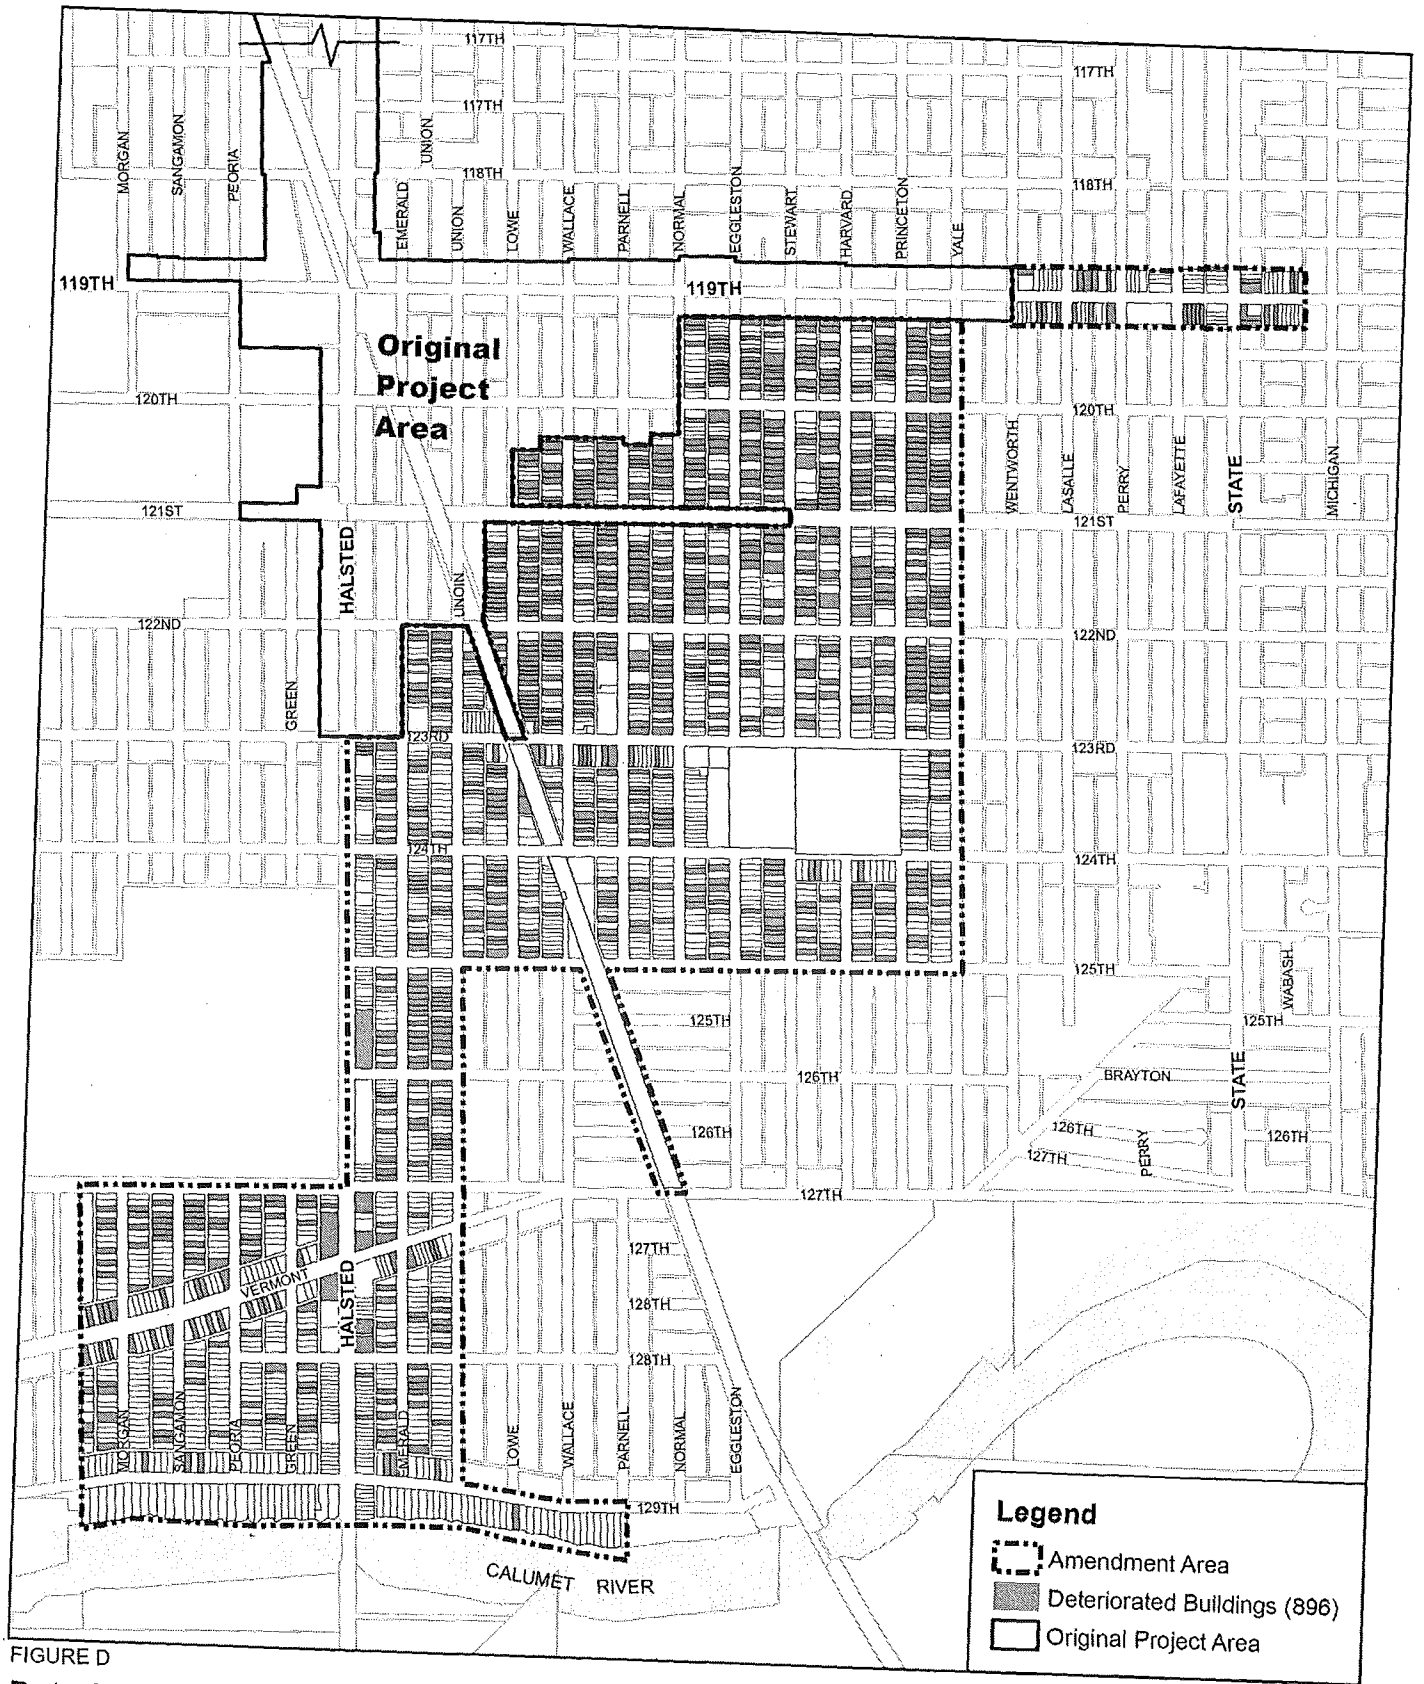 117TH
117TH
117TH
118TH
118TH
MORGAN
SANGAMON
PEORIA
UNION
EMERALD
UNION
LOWE
WALLACE
PARNELL
NORMAL
EGGLESTON
STEWART
HARVARD
PRINCETON
YALE
119TH
119TH
Original
Project
Area
120TH
120TH
WENTWORTH
LASALLE
PERRY
LAFAYETTE
STATE
MICHIGAN
121ST
121ST
HALSTED
UNOIN
122ND
122ND
GREEN
123RD
123RD
124TH
124TH
125TH
WABASH
125TH
125TH
126TH
BRAYTON
STATE
126TH
126TH
126TH
127TH
PERRY
127TH
127TH
VERMONT
HALSTED
128TH
128TH
MORGAN
SANGAMON
PEORIA
GREEN
EMERALD
LOWE
WALLACE
PARNELL
NORMAL
EGGLESTON
129TH
CALUMET RIVER
Legend
Amendment Area
Deteriorated Buildings (896)
Original Project Area
FIGURE D